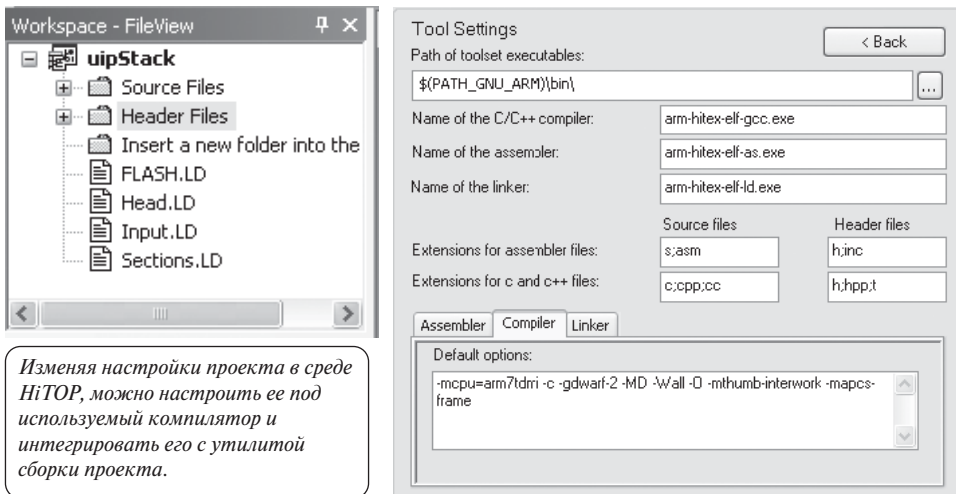 Workspace - FileView
uipStack
Source Files
Header Files
Insert a new folder into the
FLASH.LD
Head.LD
Input.LD
Sections.LD
Изменяя настройки проекта в среде
HiTOP, можно настроить ее под
используемый компилятор и
интегрировать его с утилитой
сборки проекта.
Tool Settings
< Back
Path of toolset executables:
$(PATH_GNU_ARM)\bin\
...
Name of the C/C++ compiler:
arm-hitex-elf-gcc.exe
Name of the assembler:
arm-hitex-elf-as.exe
Name of the linker:
arm-hitex-elf-ld.exe
Source files Header files
Extensions for assembler files: s;asm h;inc
Extensions for c and c++ files: c;cpp;cc h;hpp;t
Assembler Compiler Linker
Default options:
-mcpu=arm7tdmi -c -gdwarf-2 -MD -Wall -O -mthumb-interwork -mapcs-
frame